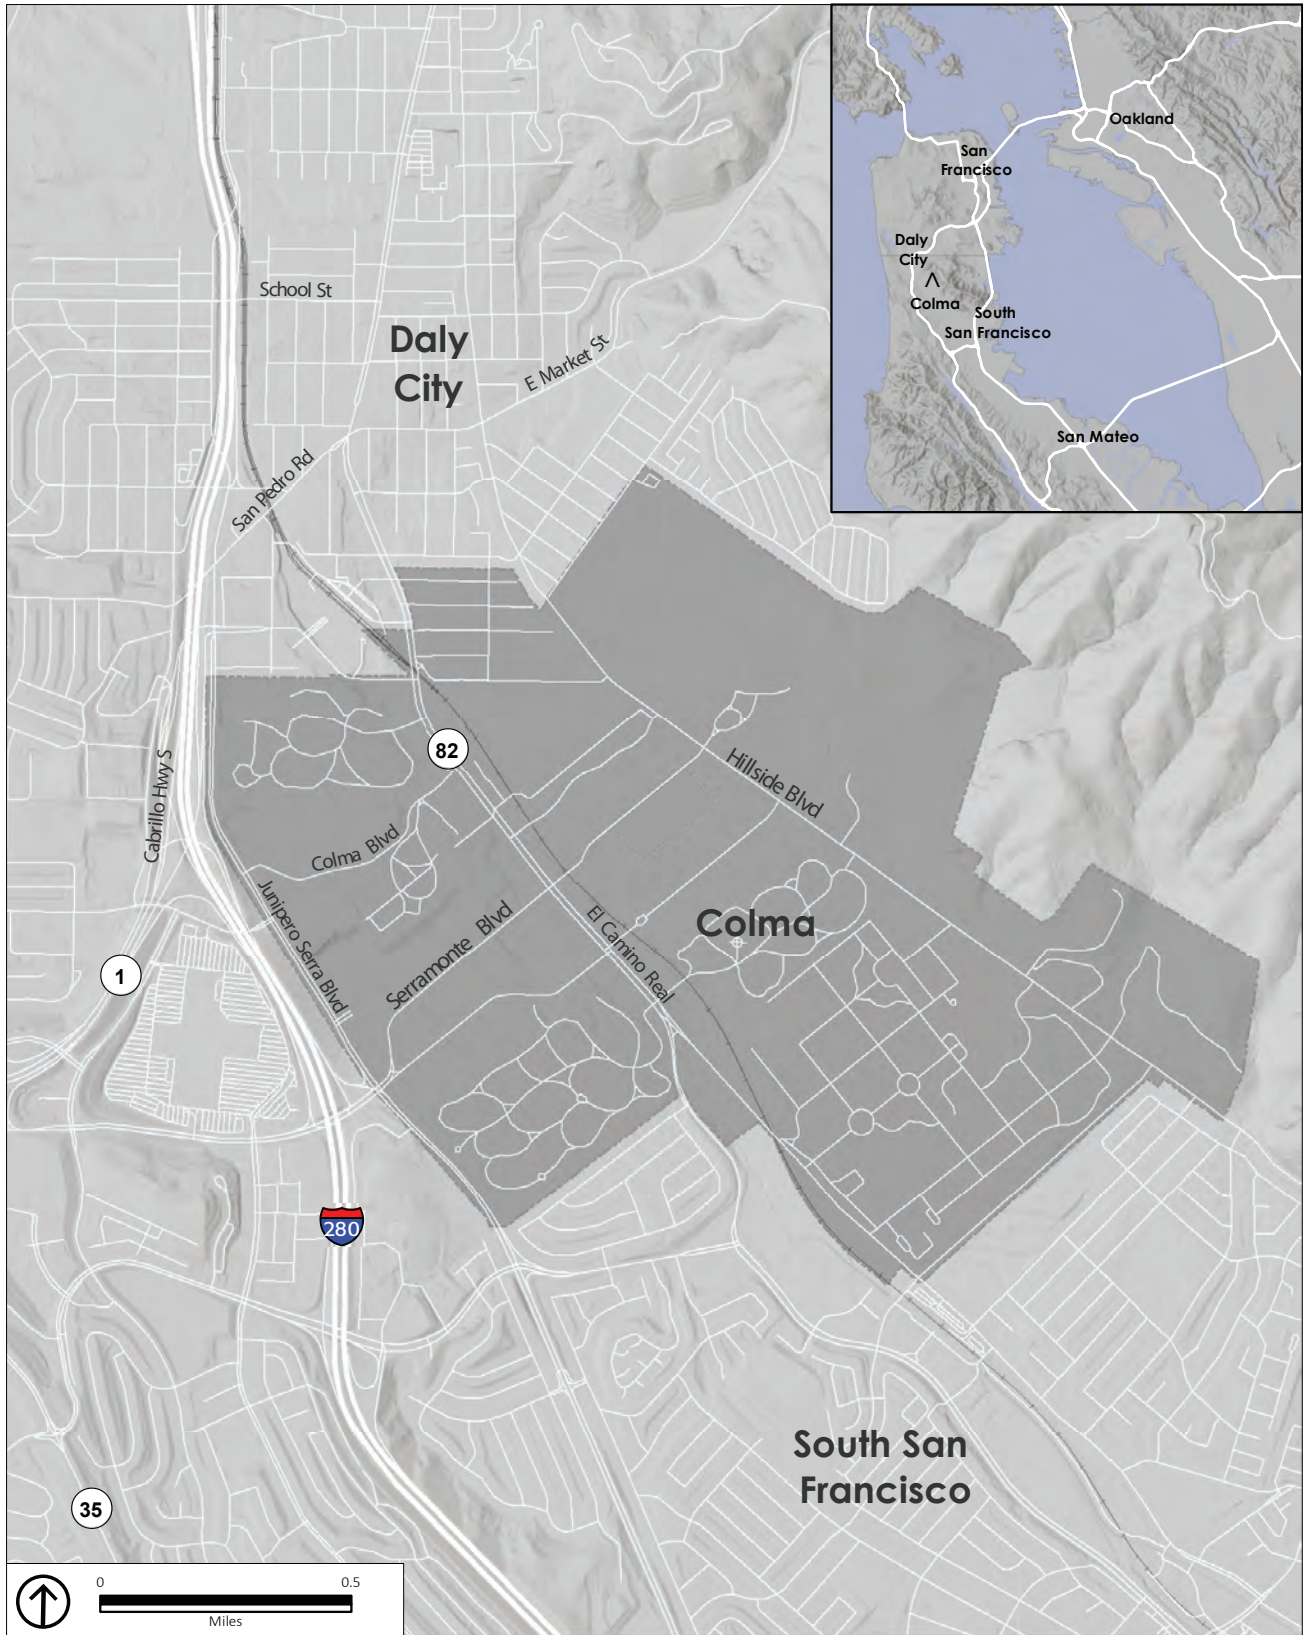 Oakland
San
Francisco
Daly
City
^
Colma
South
San Francisco
San Mateo
School St
Daly
City
E Market St
San Pedro Rd
82
Hillside Blvd
Cabrillo Hwy S
Colma Blvd
Junipero Serra Blvd
Serramonte Blvd
El Camino Real
Colma
1
280
South San
Francisco
35
0 0.5
Miles